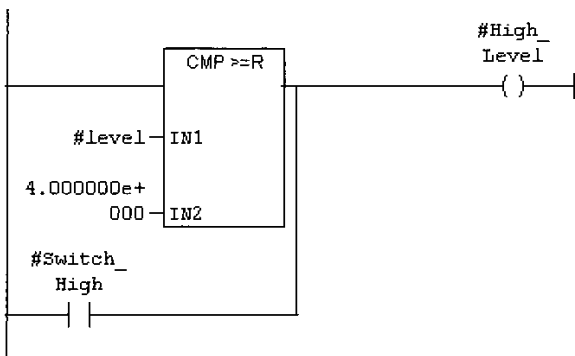 #High_
Level
CMP >=R
#Level
IN1
4.000000e+
000
IN2
#Switch_
High